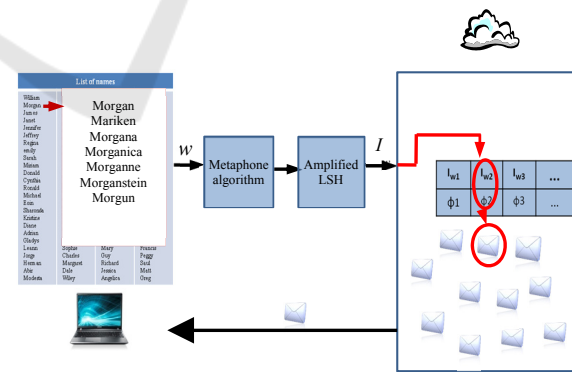 List of names
William
Morgan
James
Janet
Jennifer
Jeffrey
Regina
emily
Sarah
Miriam
Donald
Cynthia
Ronald
Michael
Erin
Sharonda
Kristine
Diane
Adrian
Gladys
Leann Sophie Mary Francis
Jorge Charles Guy Peggy
Herman Margaret Richard Saul
Abir Dale Jessica Matt
Modesta Wiley Angelica Greg
Morgan
Mariken
Morgana
Morganica
Morganne
Morganstein
Morgun
w
Metaphone
algorithm
Amplified
LSH
I
Iw1 Iw2 Iw3 ...
ϕ1 ϕ2 ϕ3 ...